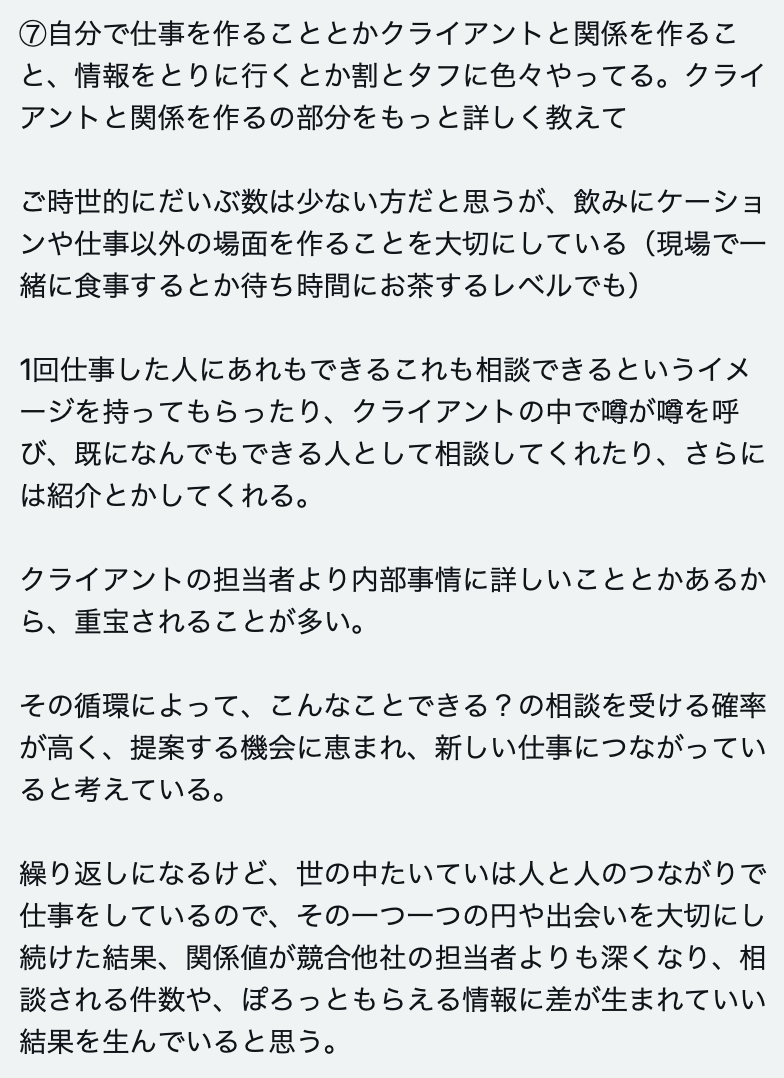 ⑦自分で仕事を作ることとかクライアントと関係を作るこ
と、情報をとりに行くとか割とタフに色々やってる。クライ
アントと関係を作るの部分をもっと詳しく教えて
ご時世的にだいぶ数は少ない方だと思うが、飲みにケーショ
ンや仕事以外の場面を作ることを大切にしている（現場で一
緒に食事するとか待ち時間にお茶するレベルでも）
1回仕事した人にあれもできるこれも相談できるというイメ
ージを持ってもらったり、クライアントの中で噂が噂を呼
び、既になんでもできる人として相談してくれたり、さらに
は紹介とかしてくれる。
クライアントの担当者より内部事情に詳しいこととかあるか
ら、重宝されることが多い。
その循環によって、こんなことできる？の相談を受ける確率
が高く、提案する機会に恵まれ、新しい仕事につながってい
ると考えている。
繰り返しになるけど、世の中たいていは人と人のつながりで
仕事をしているので、その一つ一つの円や出会いを大切にし
続けた結果、関係値が競合他社の担当者よりも深くなり、相
談される件数や、ぽろっともらえる情報に差が生まれていい
結果を生んでいると思う。